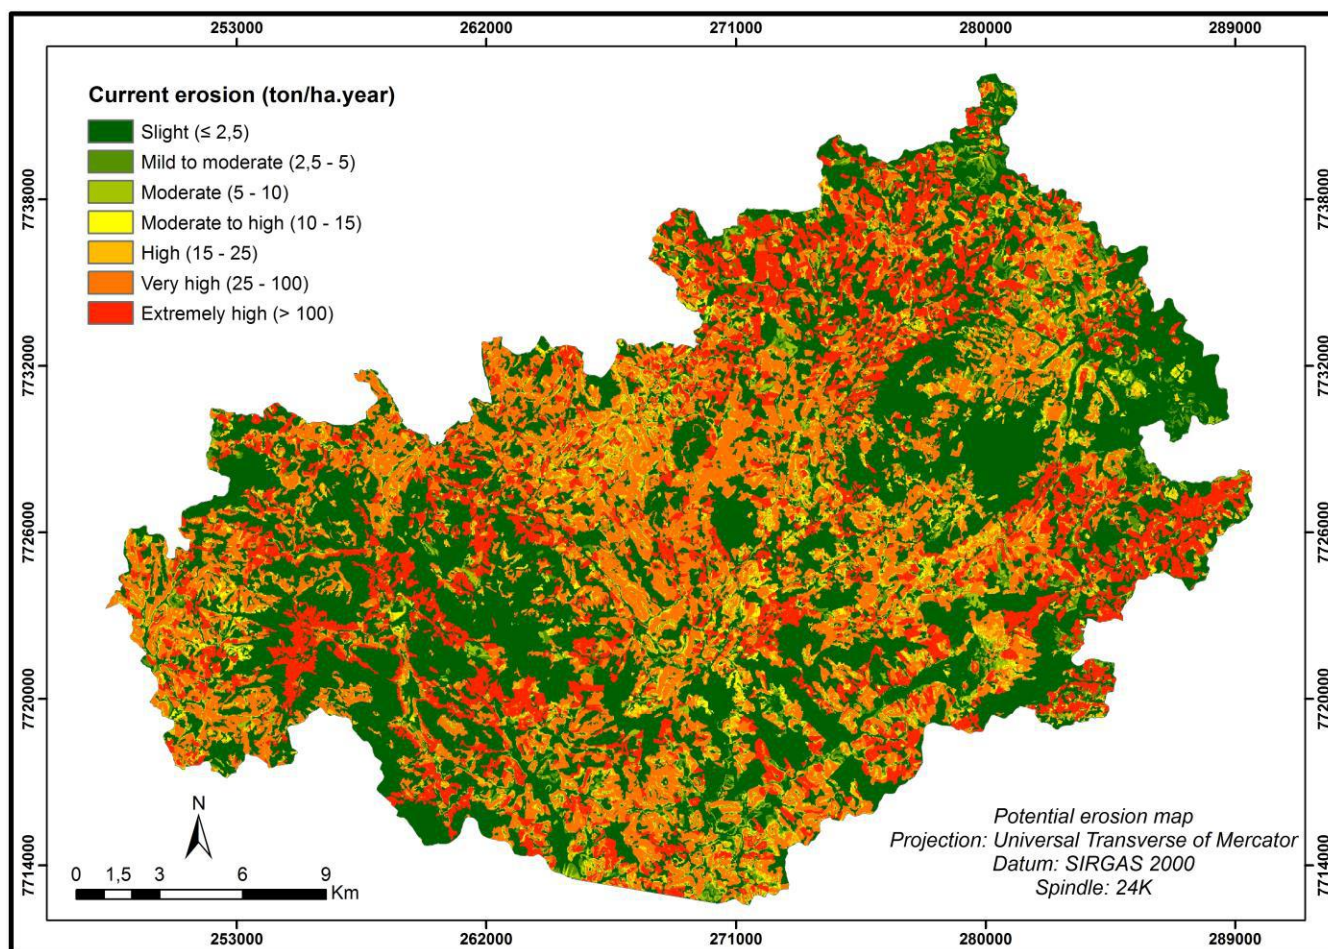 253000 262000 271000 280000 289000
Current erosion (ton/ha.year)
Slight (≤ 2,5)
Mild to moderate (2,5 - 5)
Moderate (5 - 10)
Moderate to high (10 - 15)
High (15 - 25)
Very high (25 - 100)
Extremely high (> 100)
7738000 7738000
7732000 7732000
7726000 7726000
7720000 7720000
7714000 7714000
N
0 1,5 3 6 9
Km
Potential erosion map
Projection: Universal Transverse of Mercator
Datum: SIRGAS 2000
Spindle: 24K
253000 262000 271000 280000 289000